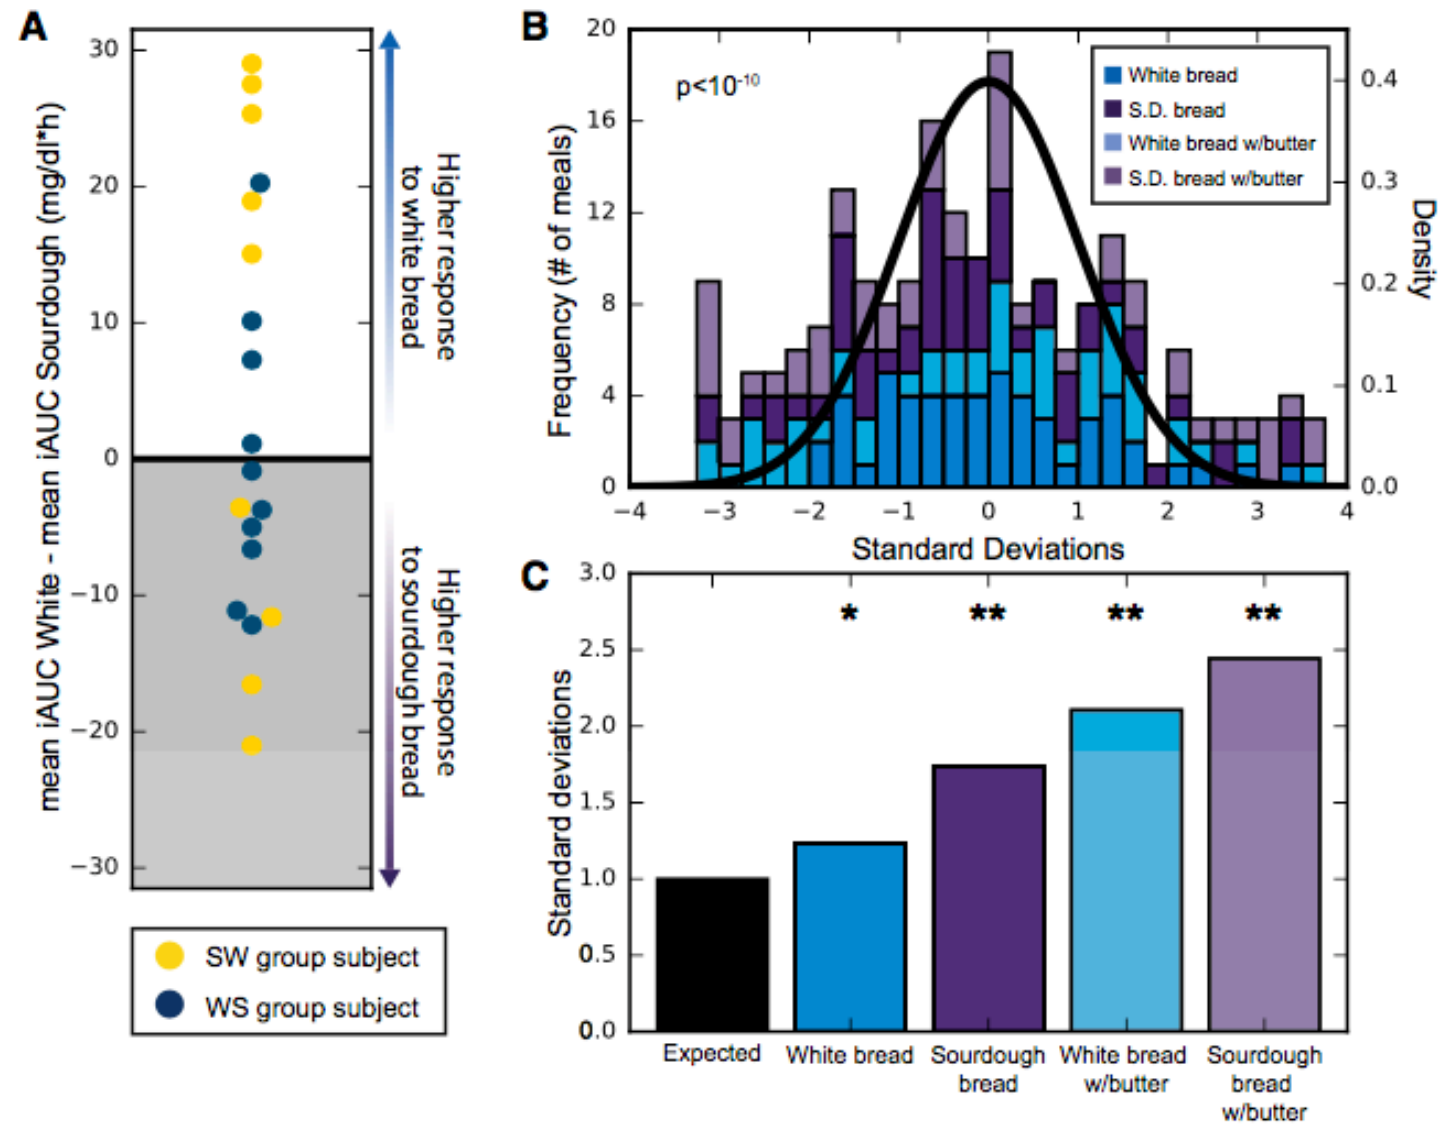 A
30
20
10
0
−10
−20
−30
mean iAUC White - mean iAUC Sourdough (mg/dl*h)
Higher response
to white bread
Higher response
to sourdough bread
SW group subject
WS group subject
B
p<10-10
White bread
S.D. bread
White bread w/butter
S.D. bread w/butter
20
16
12
8
4
0
Frequency (# of meals)
0.4
0.3
0.2
0.1
0.0
Density
−4 −3 −2 −1 0 1 2 3 4
Standard Deviations
C
3.0
2.5
2.0
1.5
1.0
0.5
0.0
Standard deviations
* ** ** **
Expected White bread Sourdough White bread Sourdough
bread w/butter bread
w/butter